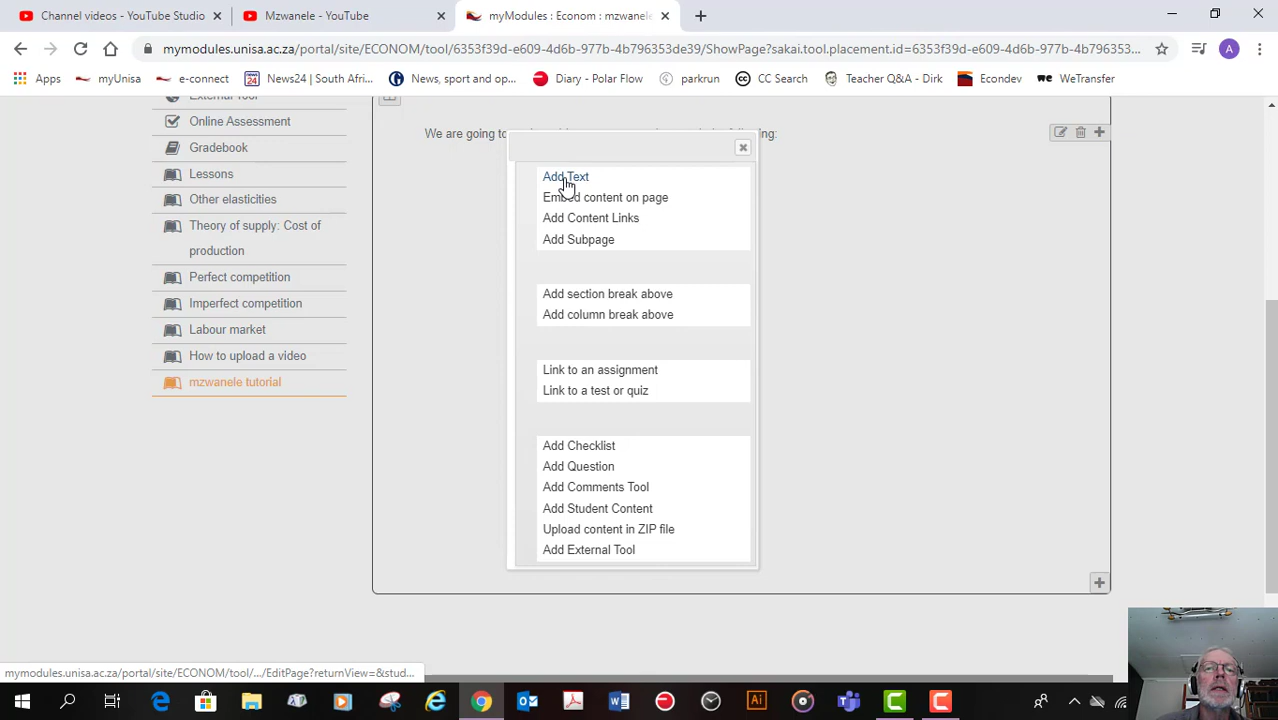 Channel videos - YouTube Studio
Mzwanele - YouTube
myModules : Econom : mzwanele
mymodules.unisa.ac.za/portal/site/ECONOM/tool/6353f39d-e609-4d6b-977b-4b796353de39/ShowPage?sakai.tool.placement.id=6353f39d-e609-4d6b-977b-4b796353...
A
Apps
myUnisa
e-connect
News24 | South Afri...
News, sport and op...
Diary - Polar Flow
parkrun
CC Search
Teacher Q&A - Dirk
Econdev
WeTransfer
External Tool
Online Assessment
Gradebook
Lessons
Other elasticities
Theory of supply: Cost of
production
Perfect competition
Imperfect competition
Labour market
How to upload a video
mzwanele tutorial
We are going to
following:
Add Text
Embed content on page
Add Content Links
Add Subpage
Add section break above
Add column break above
Link to an assignment
Link to a test or quiz
Add Checklist
Add Question
Add Comments Tool
Add Student Content
Upload content in ZIP file
Add External Tool
mymodules.unisa.ac.za/portal/site/ECONOM/tool/.../EditPage?returnView=&stud...